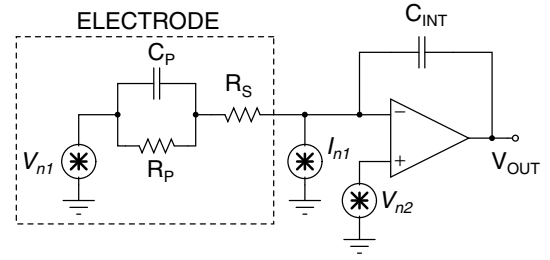 ELECTRODE
C_P
C_INT
R_S
V_n1
R_P
I_n1
−
+
V_n2
V_OUT